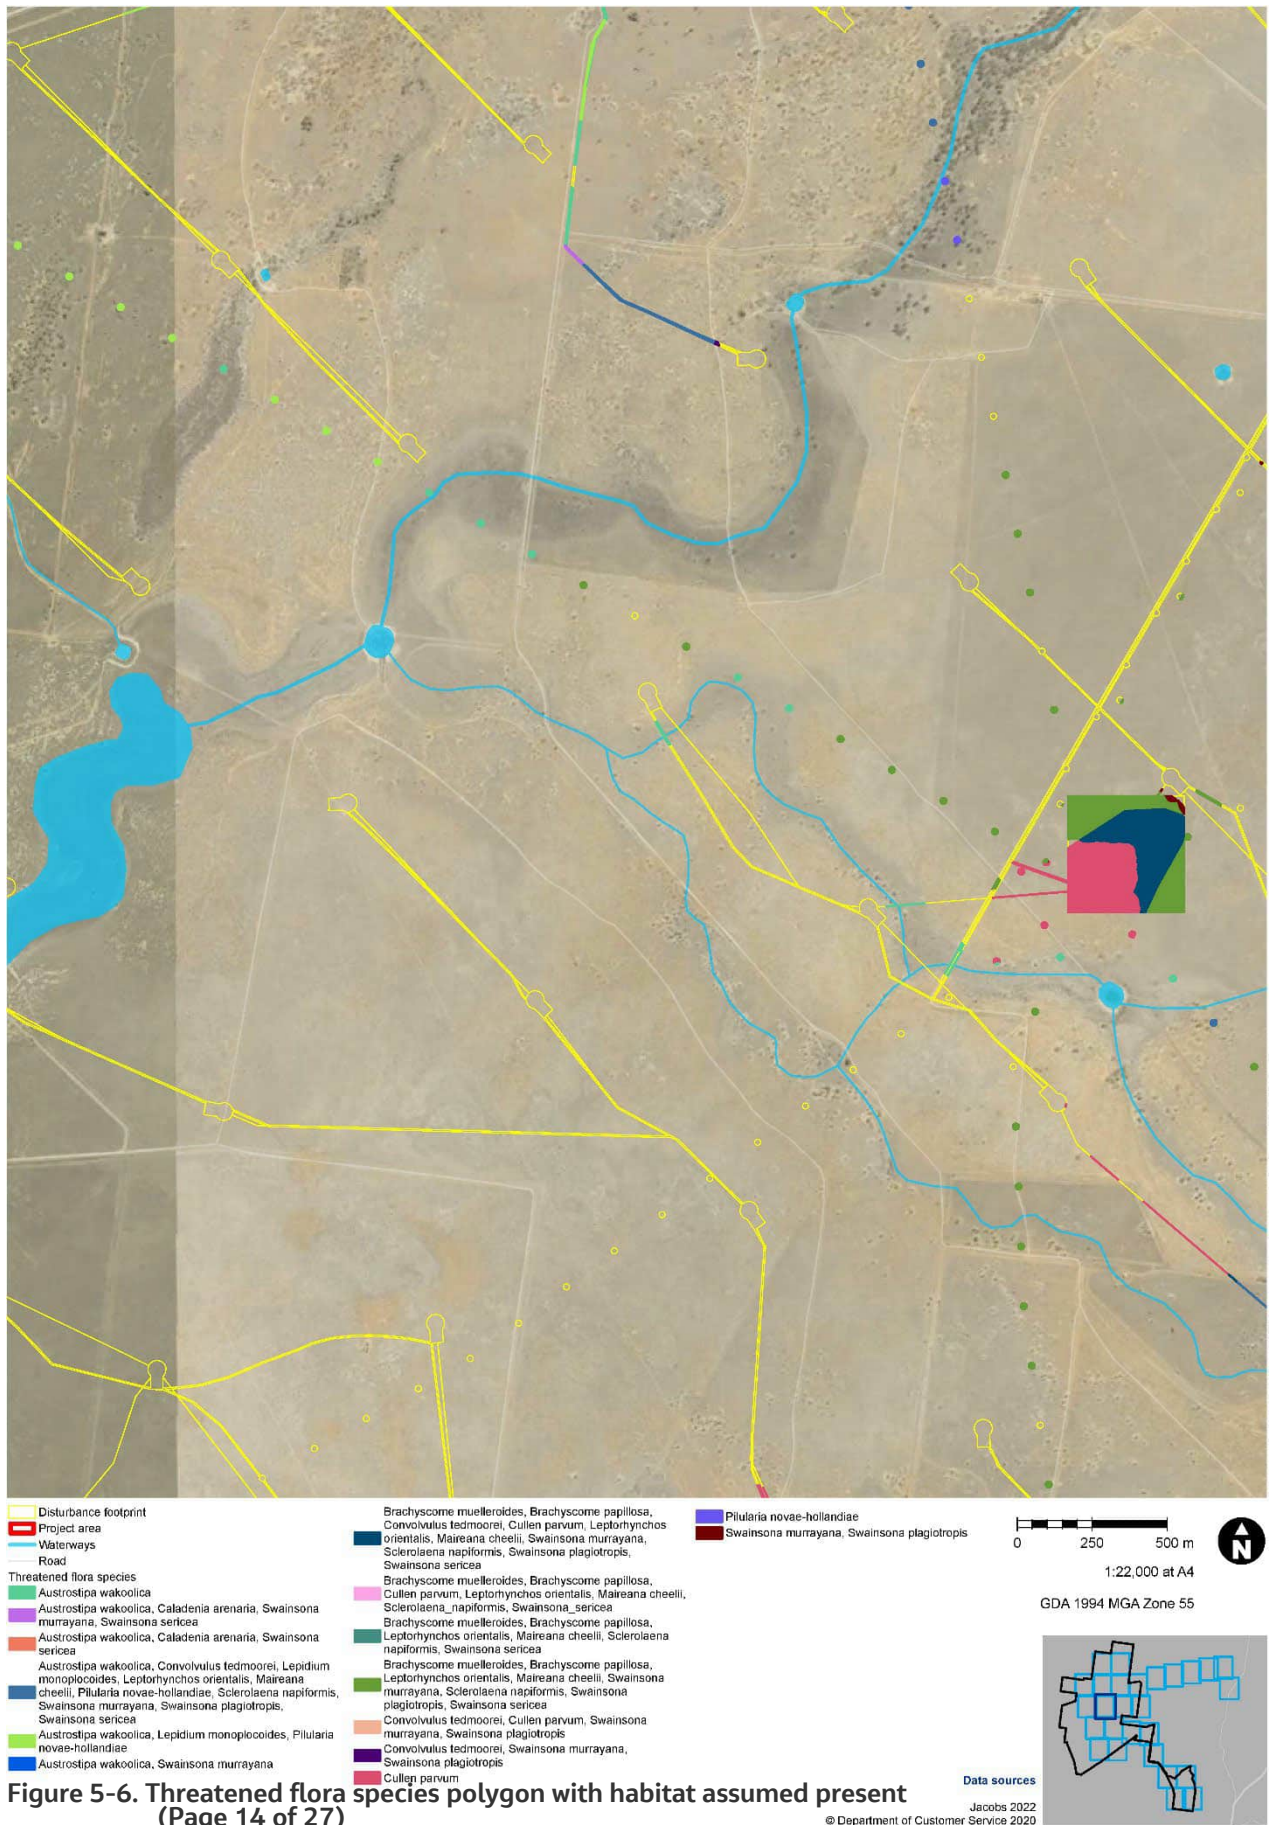 Disturbance footprint
Project area
Waterways
Road
Threatened flora species
Austrostipa wakoolica
Austrostipa wakoolica, Caladenia arenaria, Swainsona
murrayana, Swainsona sericea
Austrostipa wakoolica, Caladenia arenaria, Swainsona
sericea
Austrostipa wakoolica, Convolvulus tedmoorei, Lepidium
monoplocoides, Leptorhynchos orientalis, Maireana
cheelii, Pilularia novae-hollandiae, Sclerolaena napiformis,
Swainsona murrayana, Swainsona plagiotropis,
Swainsona sericea
Austrostipa wakoolica, Lepidium monoplocoides, Pilularia
novae-hollandiae
Austrostipa wakoolica, Swainsona murrayana
Brachyscome muelleroides, Brachyscome papillosa,
Convolvulus tedmoorei, Cullen parvum, Leptorhynchos
orientalis, Maireana cheelii, Swainsona murrayana,
Sclerolaena napiformis, Swainsona plagiotropis,
Swainsona sericea
Brachyscome muelleroides, Brachyscome papillosa,
Cullen parvum, Leptorhynchos orientalis, Maireana cheelii,
Sclerolaena_napiformis, Swainsona_sericea
Brachyscome muelleroides, Brachyscome papillosa,
Leptorhynchos orientalis, Maireana cheelii, Sclerolaena
napiformis, Swainsona sericea
Brachyscome muelleroides, Brachyscome papillosa,
Leptorhynchos orientalis, Maireana cheelii, Swainsona
murrayana, Sclerolaena napiformis, Swainsona
plagiotropis, Swainsona sericea
Convolvulus tedmoorei, Cullen parvum, Swainsona
murrayana, Swainsona plagiotropis
Convolvulus tedmoorei, Swainsona murrayana,
Swainsona plagiotropis
Cullen parvum
Pilularia novae-hollandiae
Swainsona murrayana, Swainsona plagiotropis
0 250 500 m
N
1:22,000 at A4
GDA 1994 MGA Zone 55
Data sources
Jacobs 2022
© Department of Customer Service 2020
Figure 5-6. Threatened flora species polygon with habitat assumed present
(Page 14 of 27)